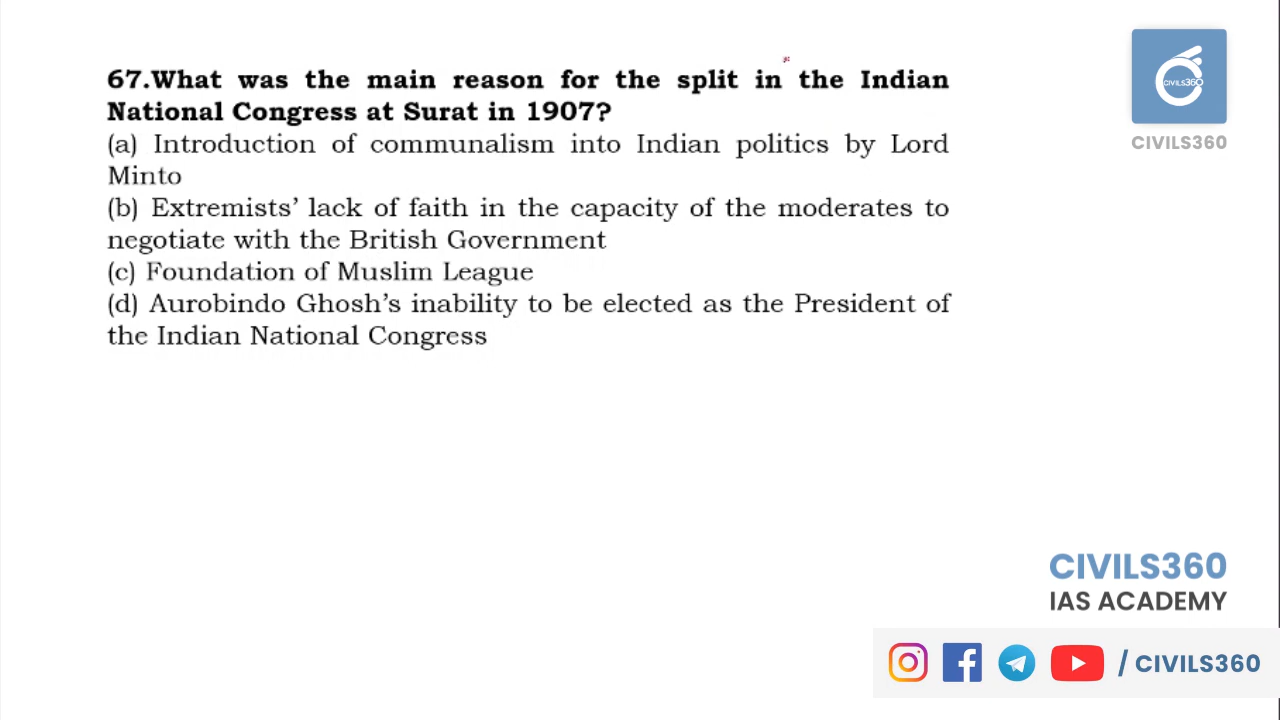 67.What was the main reason for the split in the Indian
National Congress at Surat in 1907?
(a) Introduction of communalism into Indian politics by Lord
Minto
(b) Extremists’ lack of faith in the capacity of the moderates to
negotiate with the British Government
(c) Foundation of Muslim League
(d) Aurobindo Ghosh’s inability to be elected as the President of
the Indian National Congress
CIVILS360
CIVILS360
CIVILS360
IAS ACADEMY
/ CIVILS360